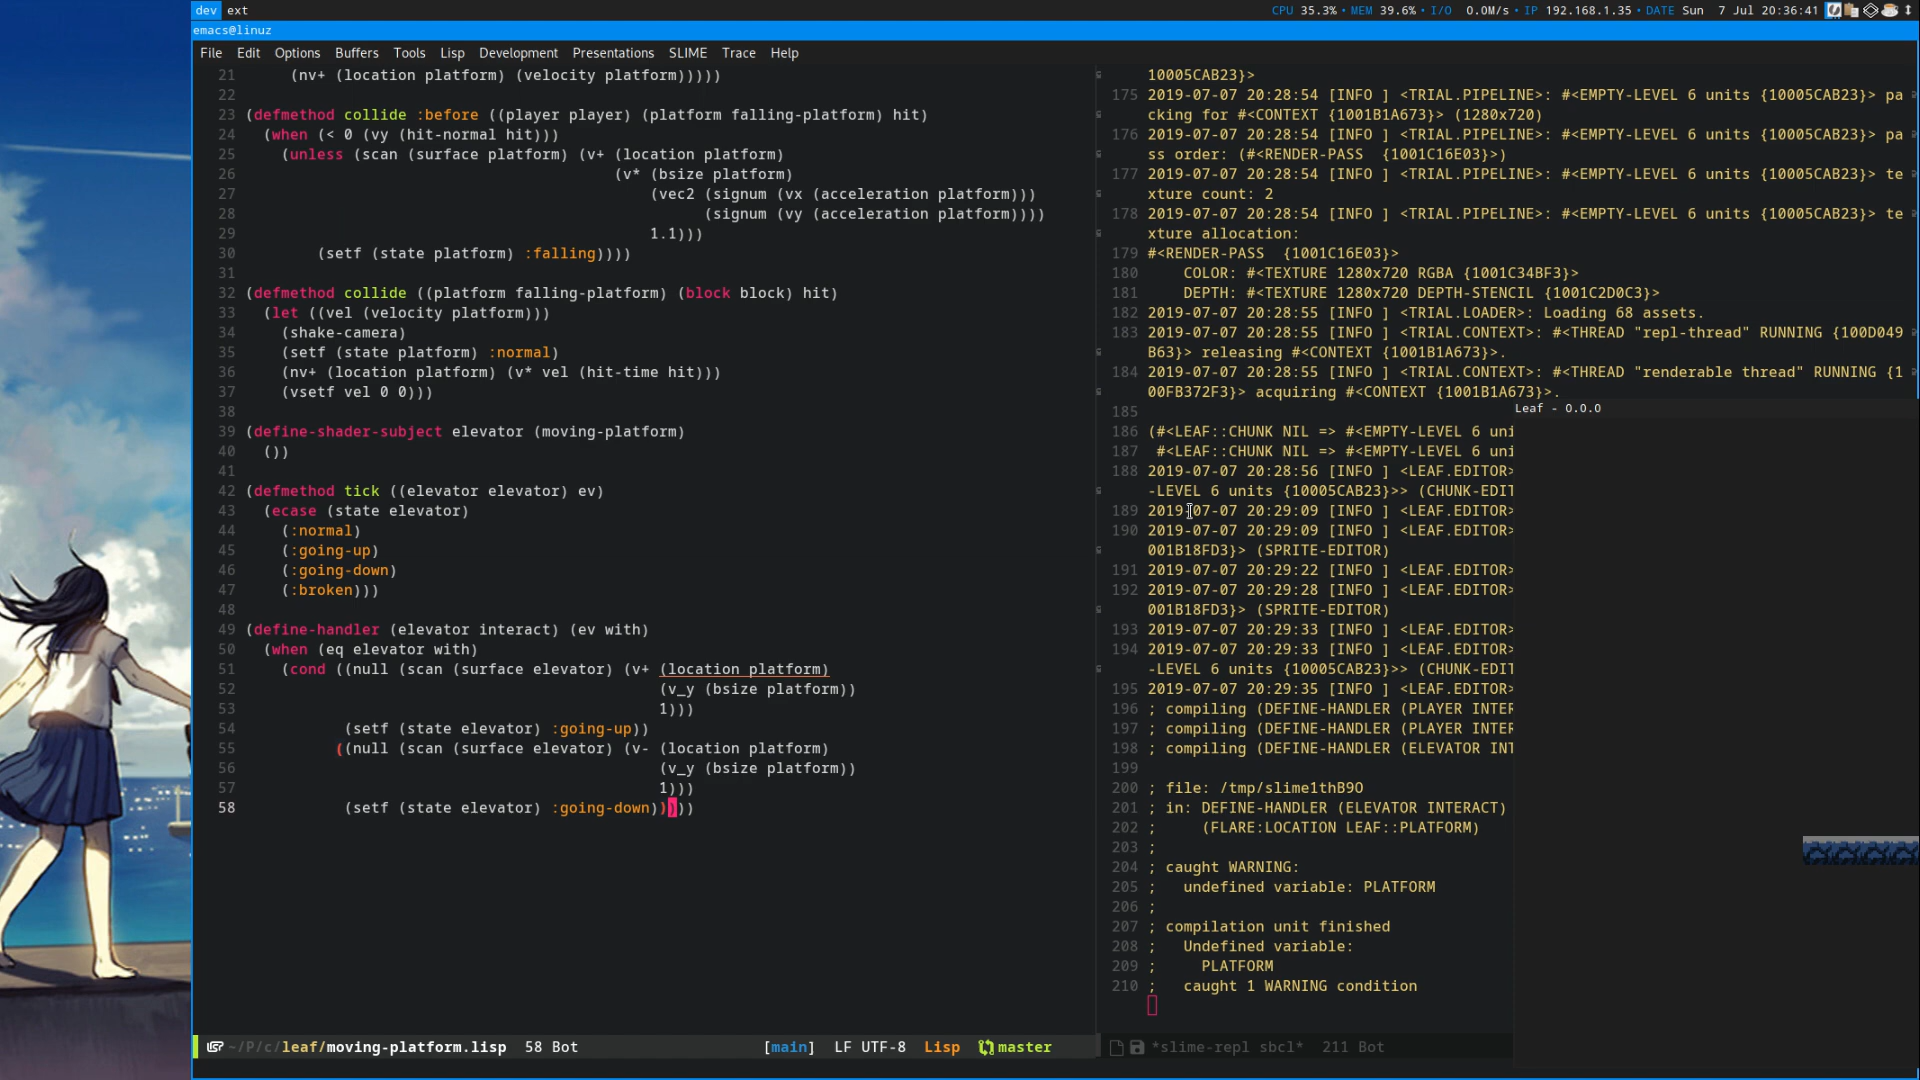 dev ext CPU 35.3% • MEM 39.6% • I/O 0.0M/s • IP 192.168.1.35 • DATE Sun 7 Jul 20:36:41
emacs@linuz
File Edit Options Buffers Tools Lisp Development Presentations SLIME Trace Help
21 (nv+ (location platform) (velocity platform)))))
22
23 (defmethod collide :before ((player player) (platform falling-platform) hit)
24 (when (< 0 (vy (hit-normal hit)))
25 (unless (scan (surface platform) (v+ (location platform)
26 (v* (bsize platform)
27 (vec2 (signum (vx (acceleration platform)))
28 (signum (vy (acceleration platform))))
29 1.1)))
30 (setf (state platform) :falling))))
31
32 (defmethod collide ((platform falling-platform) (block block) hit)
33 (let ((vel (velocity platform)))
34 (shake-camera)
35 (setf (state platform) :normal)
36 (nv+ (location platform) (v* vel (hit-time hit)))
37 (vsetf vel 0 0)))
38
39 (define-shader-subject elevator (moving-platform)
40 ())
41
42 (defmethod tick ((elevator elevator) ev)
43 (ecase (state elevator)
44 (:normal)
45 (:going-up)
46 (:going-down)
47 (:broken)))
48
49 (define-handler (elevator interact) (ev with)
50 (when (eq elevator with)
51 (cond ((null (scan (surface elevator) (v+ (location platform)
52 (v_y (bsize platform))
53 1)))
54 (setf (state elevator) :going-up))
55 ((null (scan (surface elevator) (v- (location platform)
56 (v_y (bsize platform))
57 1)))
58 (setf (state elevator) :going-down)))))
~/P/c/leaf/moving-platform.lisp 58 Bot [main] LF UTF-8 Lisp master
10005CAB23}>
175 2019-07-07 20:28:54 [INFO ] <TRIAL.PIPELINE>: #<EMPTY-LEVEL 6 units {10005CAB23}> pa
cking for #<CONTEXT {1001B1A673}> (1280x720)
176 2019-07-07 20:28:54 [INFO ] <TRIAL.PIPELINE>: #<EMPTY-LEVEL 6 units {10005CAB23}> pa
ss order: (#<RENDER-PASS {1001C16E03}>)
177 2019-07-07 20:28:54 [INFO ] <TRIAL.PIPELINE>: #<EMPTY-LEVEL 6 units {10005CAB23}> te
xture count: 2
178 2019-07-07 20:28:54 [INFO ] <TRIAL.PIPELINE>: #<EMPTY-LEVEL 6 units {10005CAB23}> te
xture allocation:
179 #<RENDER-PASS {1001C16E03}>
180 COLOR: #<TEXTURE 1280x720 RGBA {1001C34BF3}>
181 DEPTH: #<TEXTURE 1280x720 DEPTH-STENCIL {1001C2D0C3}>
182 2019-07-07 20:28:55 [INFO ] <TRIAL.LOADER>: Loading 68 assets.
183 2019-07-07 20:28:55 [INFO ] <TRIAL.CONTEXT>: #<THREAD "repl-thread" RUNNING {100D049
B63}> releasing #<CONTEXT {1001B1A673}>.
184 2019-07-07 20:28:55 [INFO ] <TRIAL.CONTEXT>: #<THREAD "renderable thread" RUNNING {1
00FB372F3}> acquiring #<CONTEXT {1001B1A673}>.
185
186 (#<LEAF::CHUNK NIL => #<EMPTY-LEVEL 6 uni
187 #<LEAF::CHUNK NIL => #<EMPTY-LEVEL 6 uni
188 2019-07-07 20:28:56 [INFO ] <LEAF.EDITOR>
-LEVEL 6 units {10005CAB23}>> (CHUNK-EDIT
189 2019-07-07 20:29:09 [INFO ] <LEAF.EDITOR>
190 2019-07-07 20:29:09 [INFO ] <LEAF.EDITOR>
001B18FD3}> (SPRITE-EDITOR)
191 2019-07-07 20:29:22 [INFO ] <LEAF.EDITOR>
192 2019-07-07 20:29:28 [INFO ] <LEAF.EDITOR>
001B18FD3}> (SPRITE-EDITOR)
193 2019-07-07 20:29:33 [INFO ] <LEAF.EDITOR>
194 2019-07-07 20:29:33 [INFO ] <LEAF.EDITOR>
-LEVEL 6 units {10005CAB23}>> (CHUNK-EDIT
195 2019-07-07 20:29:35 [INFO ] <LEAF.EDITOR>
196 ; compiling (DEFINE-HANDLER (PLAYER INTER
197 ; compiling (DEFINE-HANDLER (PLAYER INTER
198 ; compiling (DEFINE-HANDLER (ELEVATOR INT
199
200 ; file: /tmp/slime1thB9O
201 ; in: DEFINE-HANDLER (ELEVATOR INTERACT)
202 ; (FLARE:LOCATION LEAF::PLATFORM)
203 ;
204 ; caught WARNING:
205 ; undefined variable: PLATFORM
206 ;
207 ; compilation unit finished
208 ; Undefined variable:
209 ; PLATFORM
210 ; caught 1 WARNING condition
*slime-repl sbcl* 211 Bot
Leaf - 0.0.0